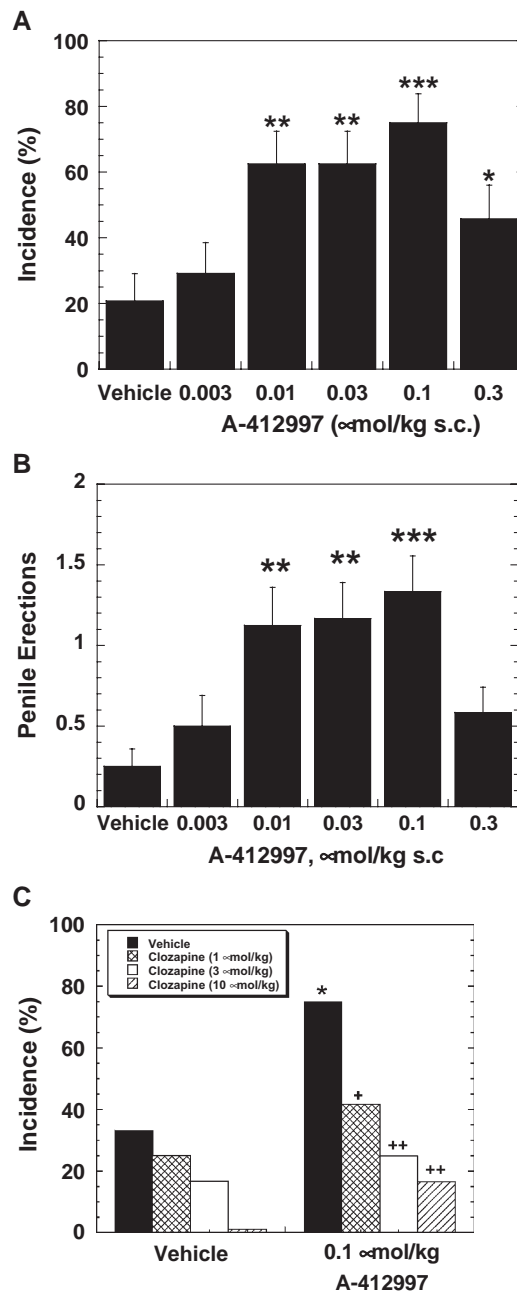 A
100
80
60
40
20
0
Incidence (%)
**
**
***
*
Vehicle 0.003 0.01 0.03 0.1 0.3
A-412997 (∝mol/kg s.c.)
B
2
1.5
1
0.5
0
Penile Erections
**
**
***
Vehicle 0.003 0.01 0.03 0.1 0.3
A-412997, ∝mol/kg s.c
C
100
80
60
40
20
0
Incidence (%)
Vehicle
Clozapine (1 ∝mol/kg)
Clozapine (3 ∝mol/kg)
Clozapine (10 ∝mol/kg)
*
+
++
++
Vehicle 0.1 ∝mol/kg
A-412997